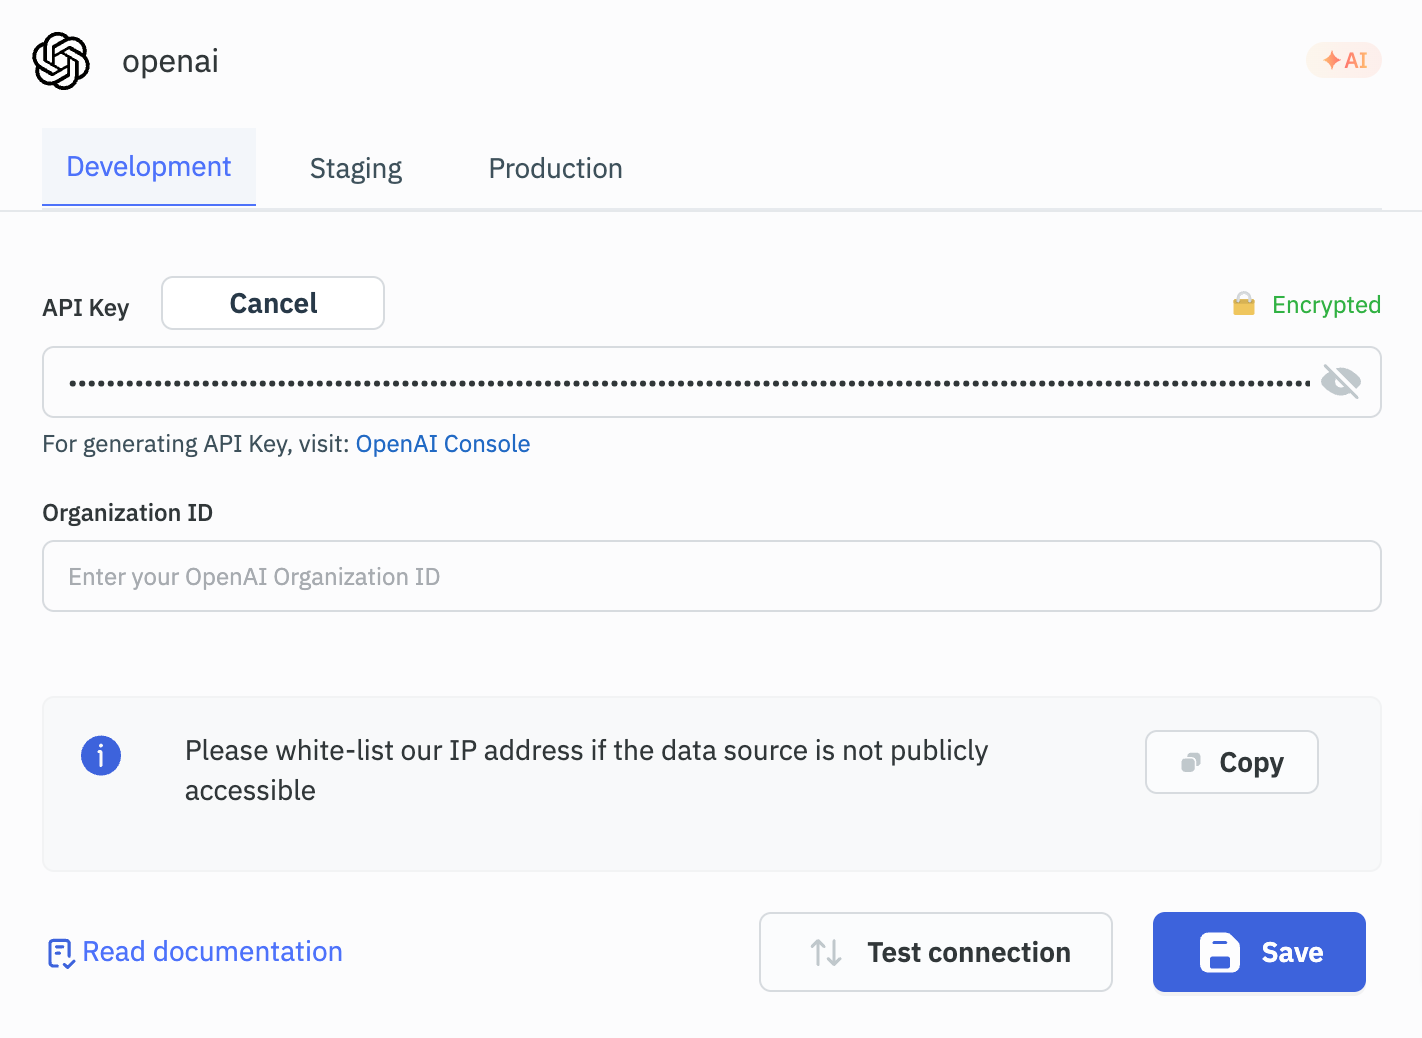 openai
AI
Development Staging Production
API Key Cancel Encrypted
For generating API Key, visit: OpenAI Console
Organization ID
Enter your OpenAI Organization ID
Please white-list our IP address if the data source is not publicly
accessible
Copy
Read documentation Test connection Save